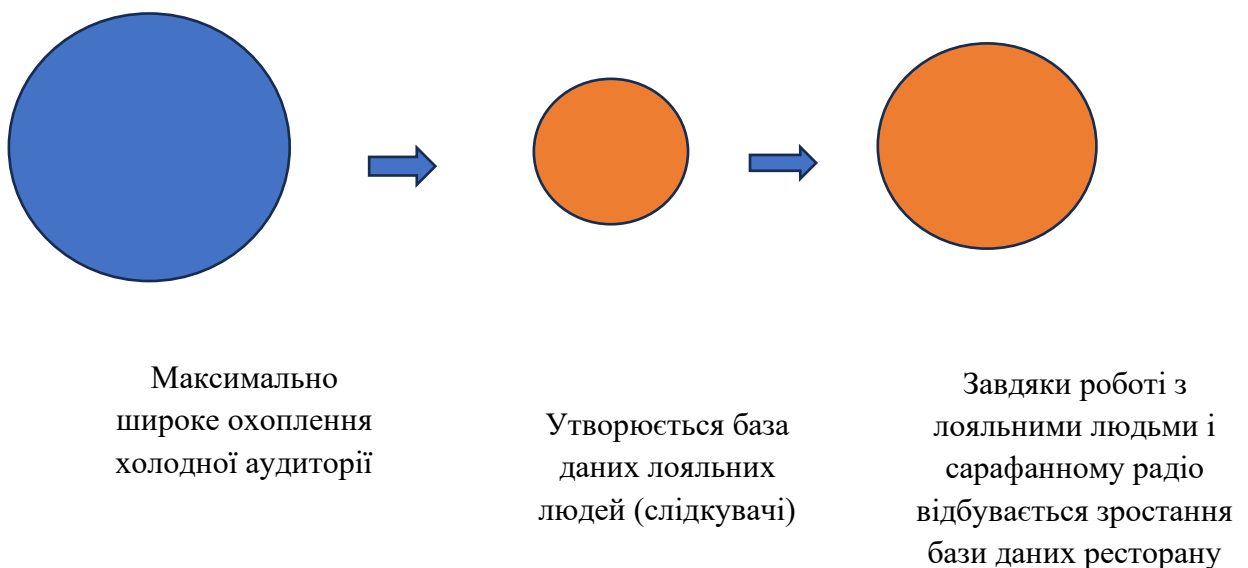 Максимально
широке охоплення
холодної аудиторії
Утворюється база
даних лояльних
людей (слідкувачі)
Завдяки роботі з
лояльними людьми і
сарафанному радіо
відбувається зростання
бази даних ресторану